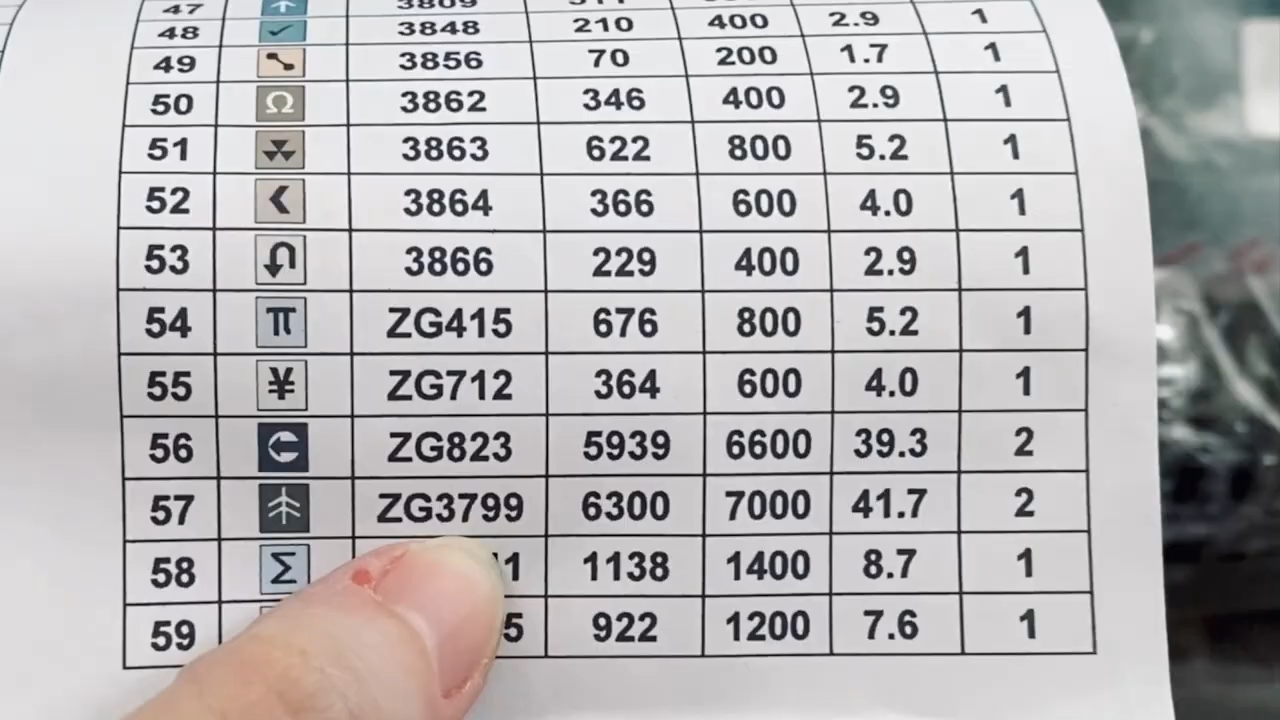 47
48 ✓ 3848 210 400 2.9 1
49 3856 70 200 1.7 1
50 Ω 3862 346 400 2.9 1
51 3863 622 800 5.2 1
52 3864 366 600 4.0 1
53 3866 229 400 2.9 1
54 π ZG415 676 800 5.2 1
55 ¥ ZG712 364 600 4.0 1
56 ZG823 5939 6600 39.3 2
57 ZG3799 6300 7000 41.7 2
58 Σ 1138 1400 8.7 1
59 922 1200 7.6 1